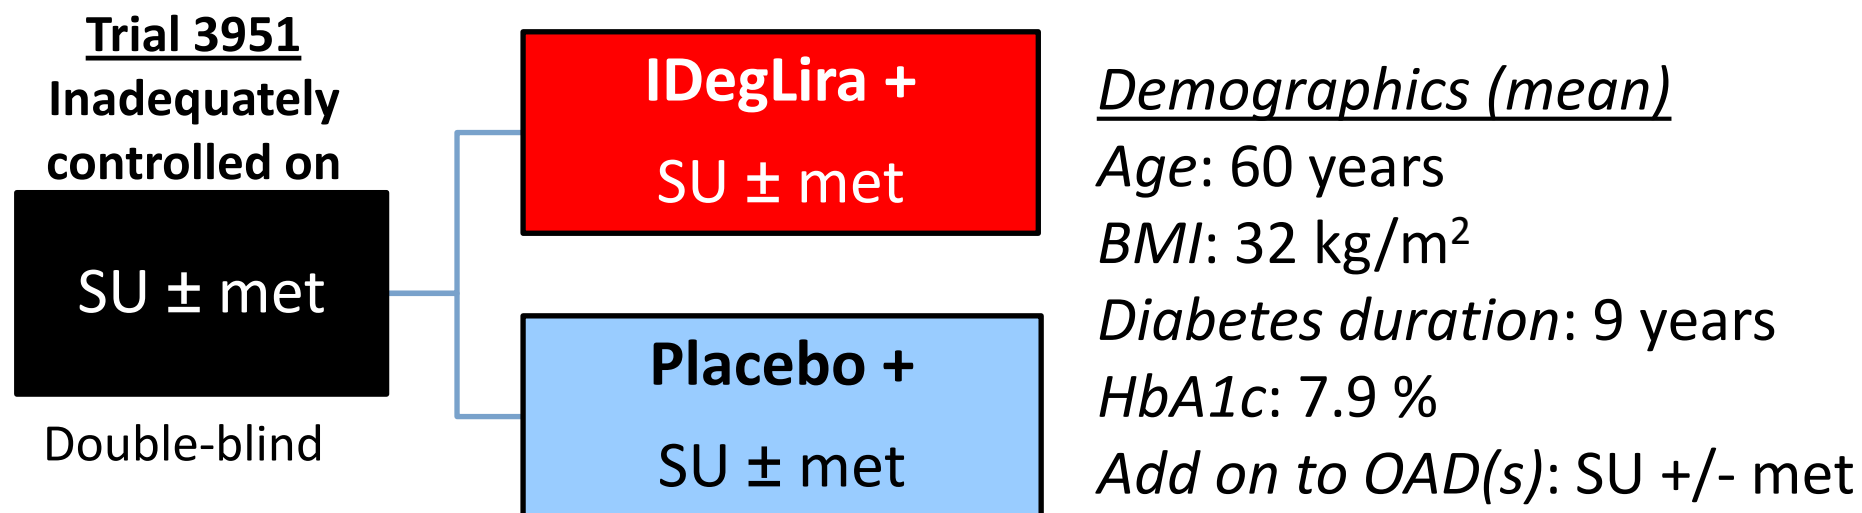 Trial 3951
Inadequately
controlled on
SU ± met
Double-blind
IDegLira +
SU ± met
Placebo +
SU ± met
Demographics (mean)
Age: 60 years
BMI: 32 kg/m²
Diabetes duration: 9 years
HbA1c: 7.9 %
Add on to OAD(s): SU +/- met